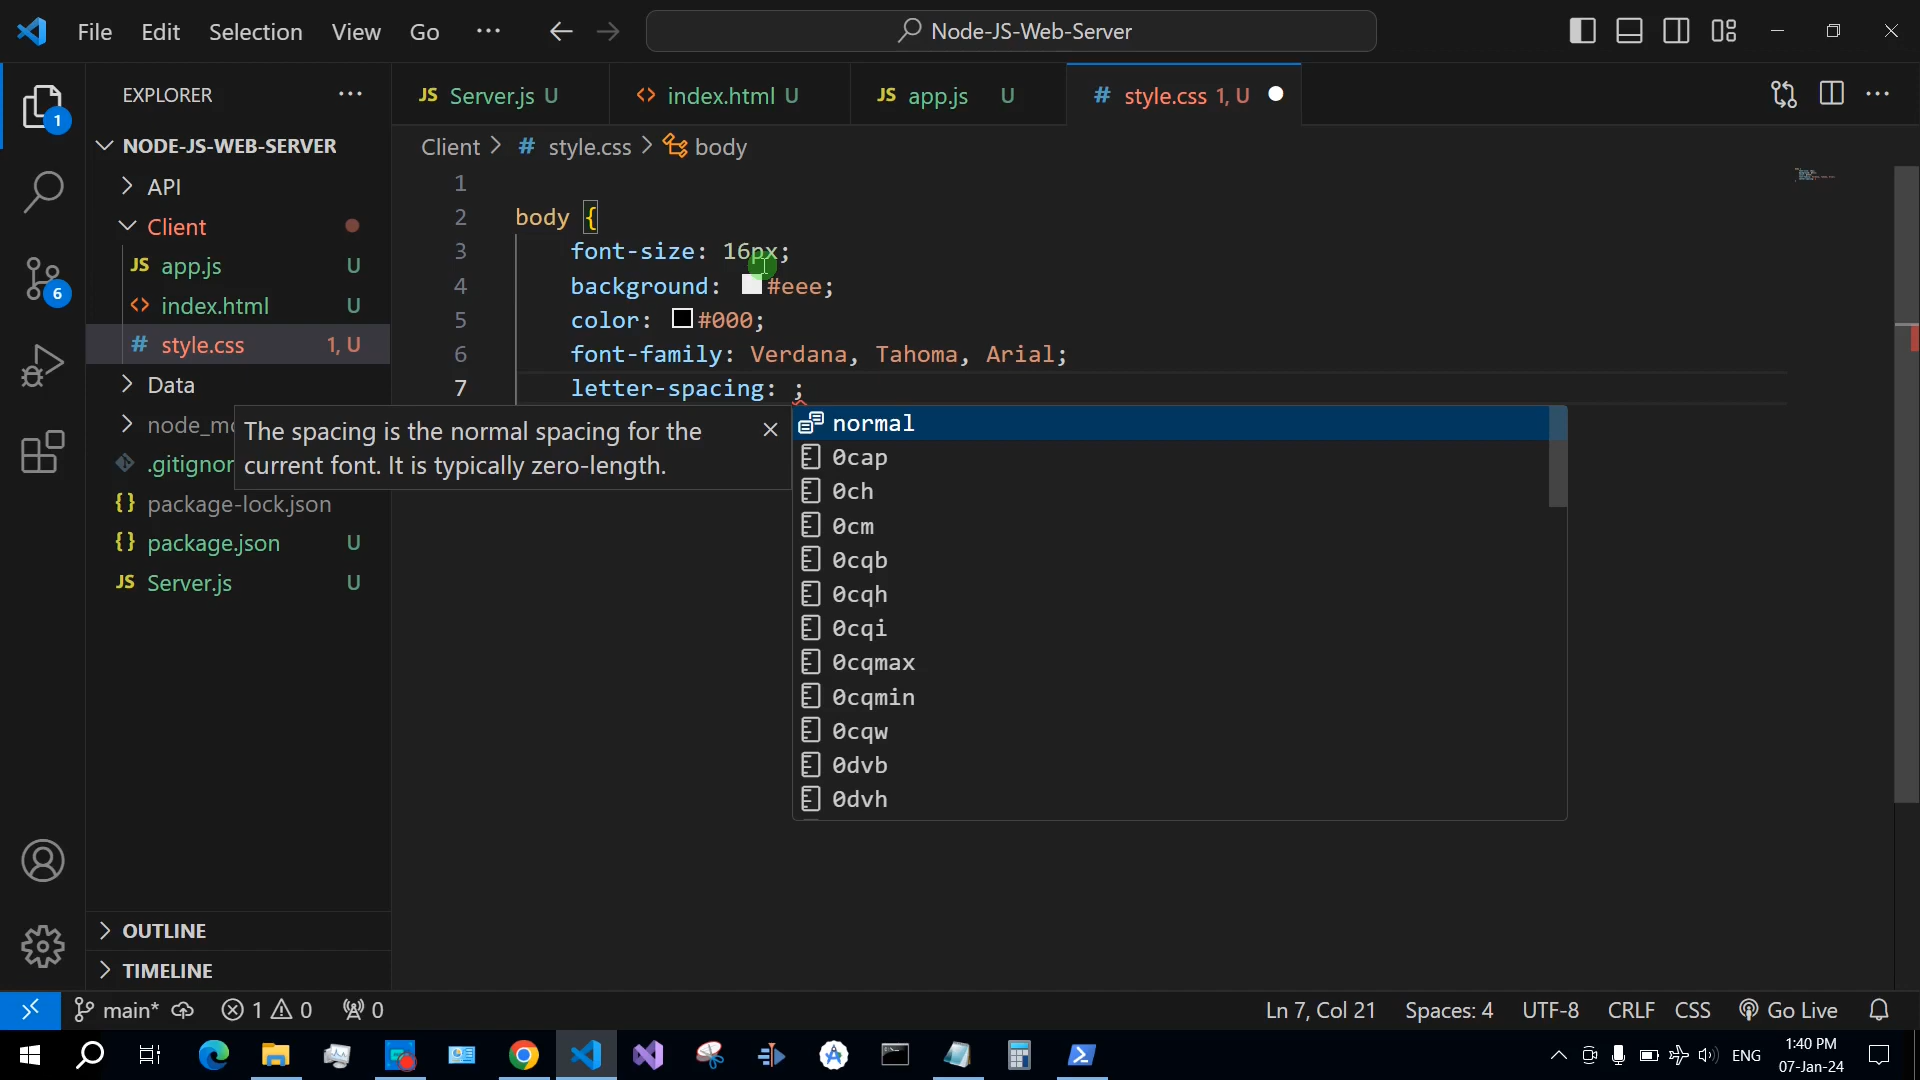 File Edit Selection View Go ··· Node-JS-Web-Server
EXPLORER ···
JS Server.js U <> index.html U JS app.js U # style.css 1, U
Client > # style.css > body
NODE-JS-WEB-SERVER
API
Client
JS app.js U
<> index.html U
# style.css 1, U
Data
node_mo
.gitignor
{} package-lock.json
{} package.json U
JS Server.js U
1
2 body {
3 font-size: 16px;
4 background: #eee;
5 color: #000;
6 font-family: Verdana, Tahoma, Arial;
7 letter-spacing: ;
The spacing is the normal spacing for the
current font. It is typically zero-length.
normal
0cap
0ch
0cm
0cqb
0cqh
0cqi
0cqmax
0cqmin
0cqw
0dvb
0dvh
1
6
OUTLINE
TIMELINE
main* 1 0 0 Ln 7, Col 21 Spaces: 4 UTF-8 CRLF CSS Go Live
ENG 1:40 PM
07-Jan-24